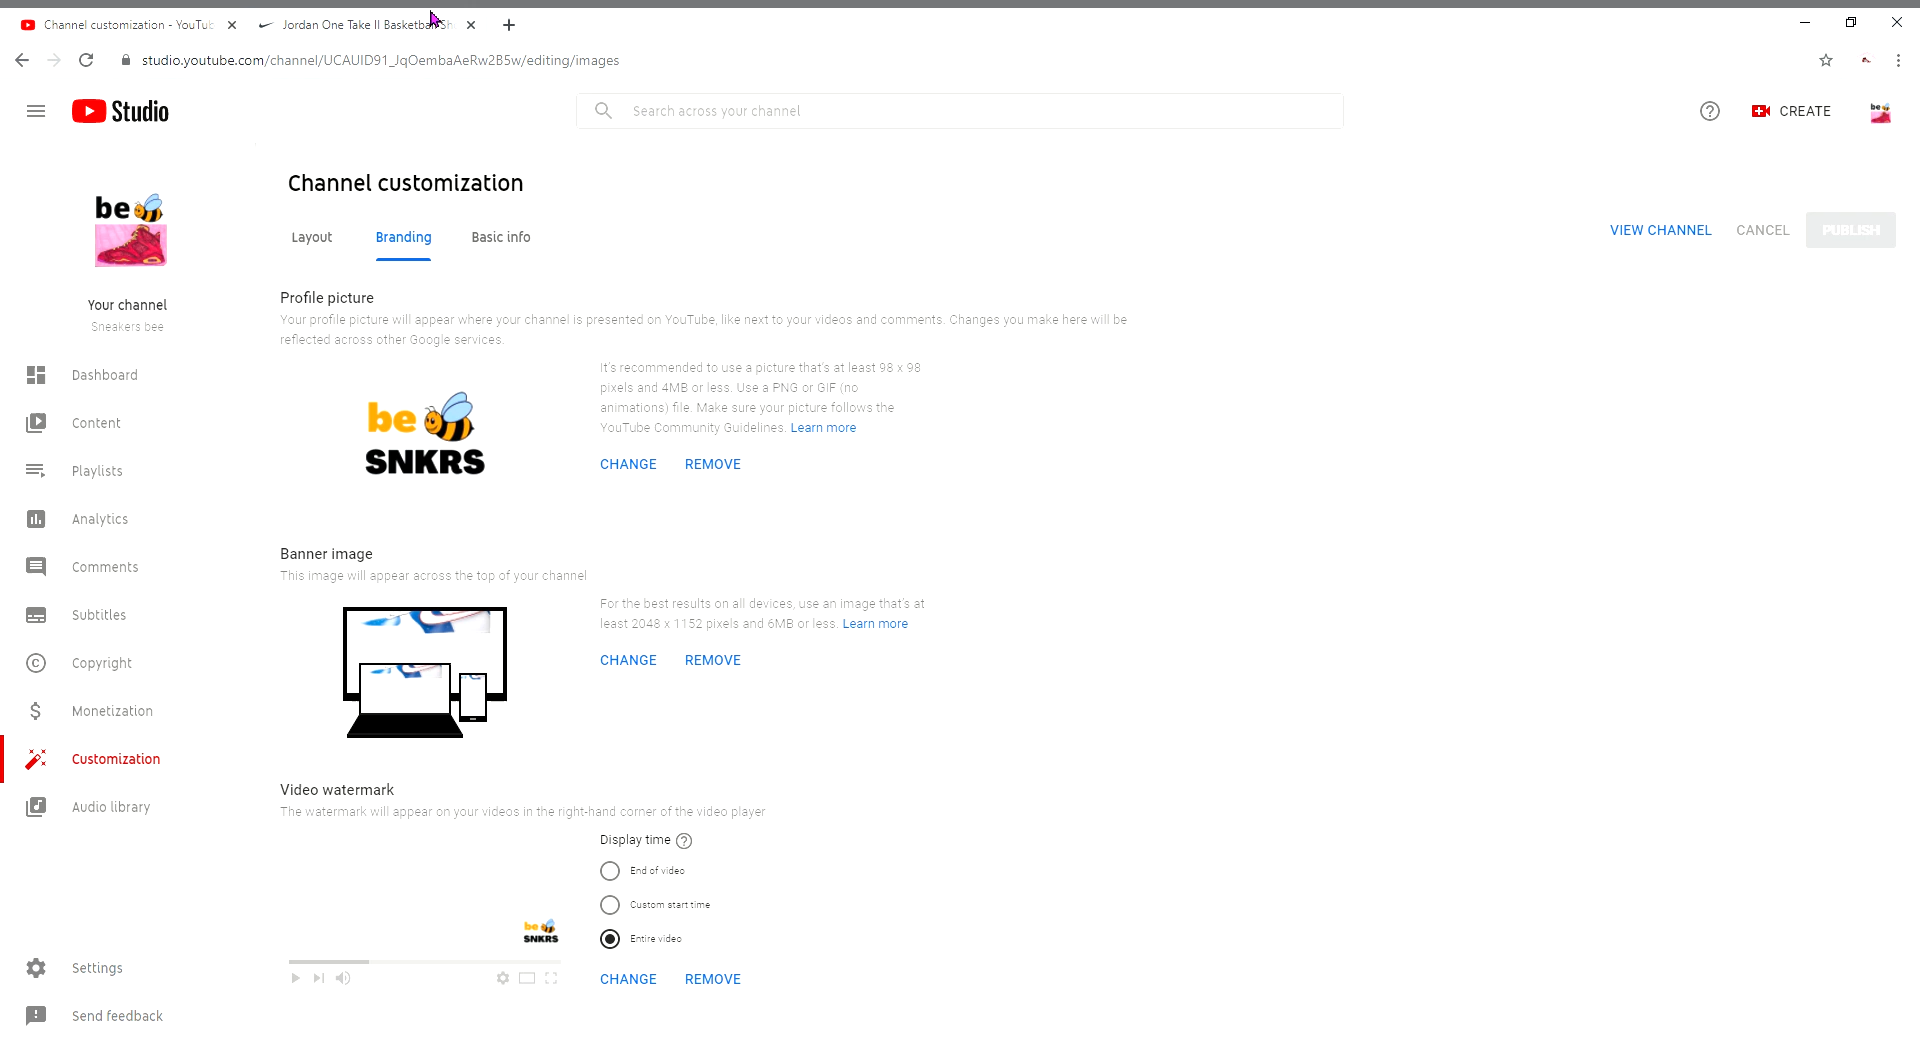 Channel customization - YouTub
Jordan One Take II Basketball Sh
studio.youtube.com/channel/UCAUID91_JqOembaAeRw2B5w/editing/images
Studio
Search across your channel
CREATE
be
be
Channel customization
Layout
Branding
Basic info
VIEW CHANNEL
CANCEL
PUBLISH
Your channel
Sneakers bee
Dashboard
Content
Playlists
Analytics
Comments
Subtitles
Copyright
Monetization
Customization
Audio library
Settings
Send feedback
Profile picture
Your profile picture will appear where your channel is presented on YouTube, like next to your videos and comments. Changes you make here will be
reflected across other Google services.
be
SNKRS
It's recommended to use a picture that's at least 98 x 98
pixels and 4MB or less. Use a PNG or GIF (no
animations) file. Make sure your picture follows the
YouTube Community Guidelines. Learn more
CHANGE
REMOVE
Banner image
This image will appear across the top of your channel
For the best results on all devices, use an image that's at
least 2048 x 1152 pixels and 6MB or less. Learn more
CHANGE
REMOVE
Video watermark
The watermark will appear on your videos in the right-hand corner of the video player
be
SNKRS
Display time
End of video
Custom start time
Entire video
CHANGE
REMOVE